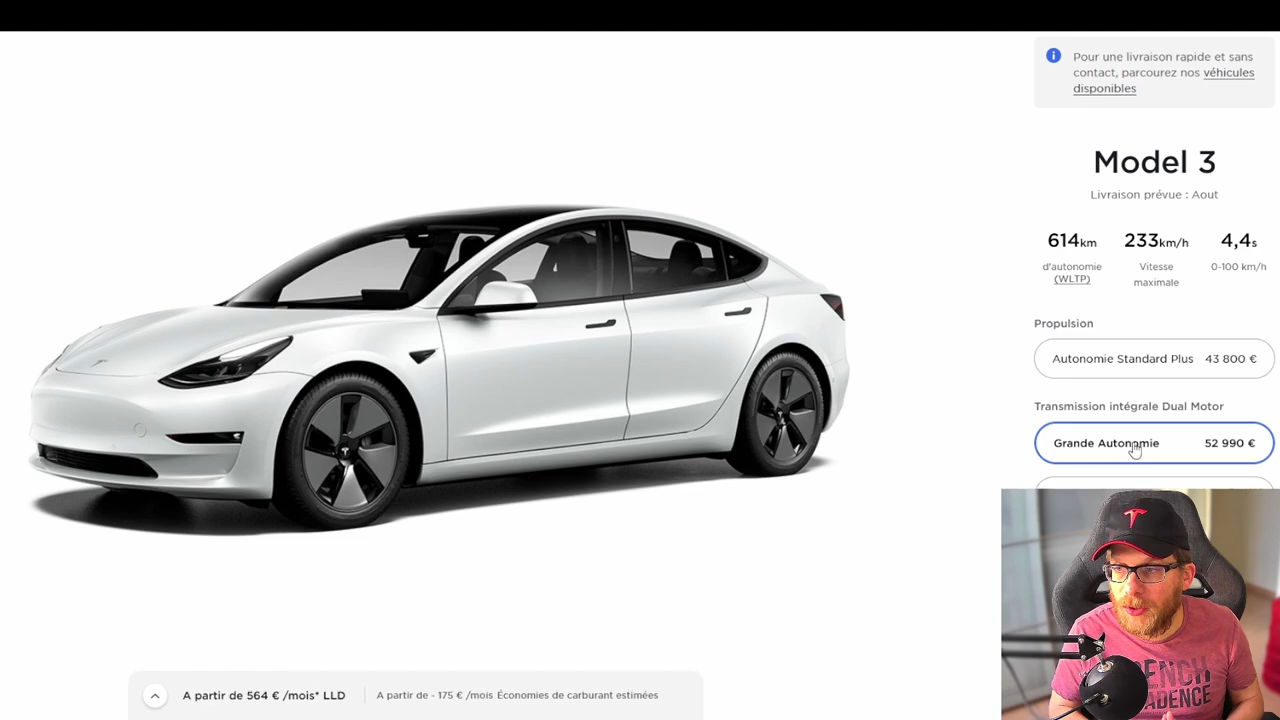 Pour une livraison rapide et sans
contact, parcourez nos véhicules
disponibles
Model 3
Livraison prévue : Aout
614km
233km/h
4,4s
d'autonomie
(WLTP)
Vitesse
maximale
0-100 km/h
Propulsion
Autonomie Standard Plus 43 800 €
Transmission intégrale Dual Motor
Grande Autonomie 52 990 €
A partir de 564 € /mois* LLD
A partir de - 175 € /mois Économies de carburant estimées